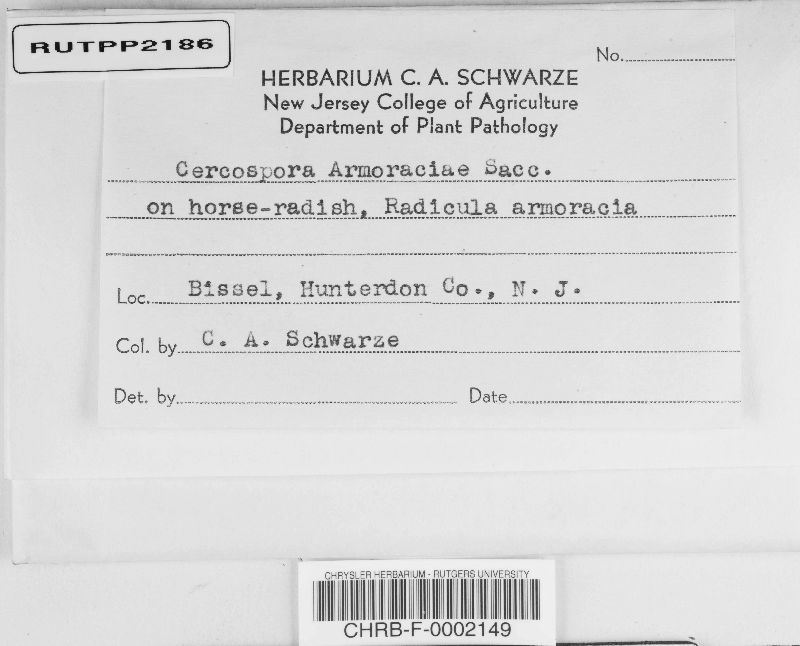 RUTPP2186
No.
HERBARIUM C. A. SCHWARZE
New Jersey College of Agriculture
Department of Plant Pathology
Cercospora Armoraciae Sacc.
on horse-radish, Radicula armoracia
Loc. Bissel, Hunterdon Co., N. J.
Col. by C. A. Schwarze
Det. by Date
CHRYSLER HERBARIUM - RUTGERS UNIVERSITY
CHRB-F-0002149